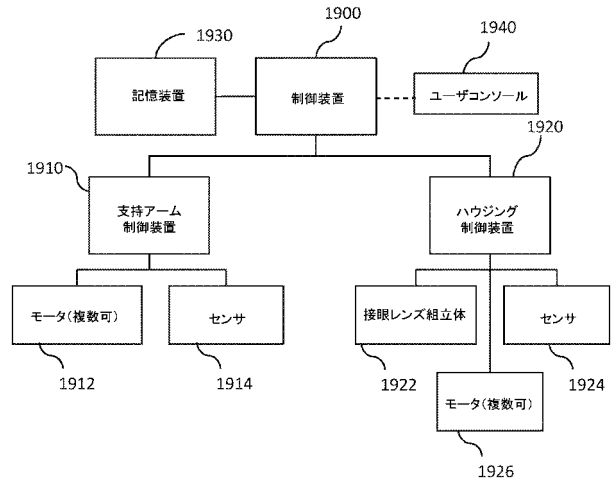 1930
1900
1940
記憶装置
制御装置
ユーザコンソール
1920
1910
支持アーム
制御装置
ハウジング
制御装置
モータ(複数可)
センサ
接眼レンズ組立体
センサ
1912
1914
1922
1924
モータ(複数可)
1926